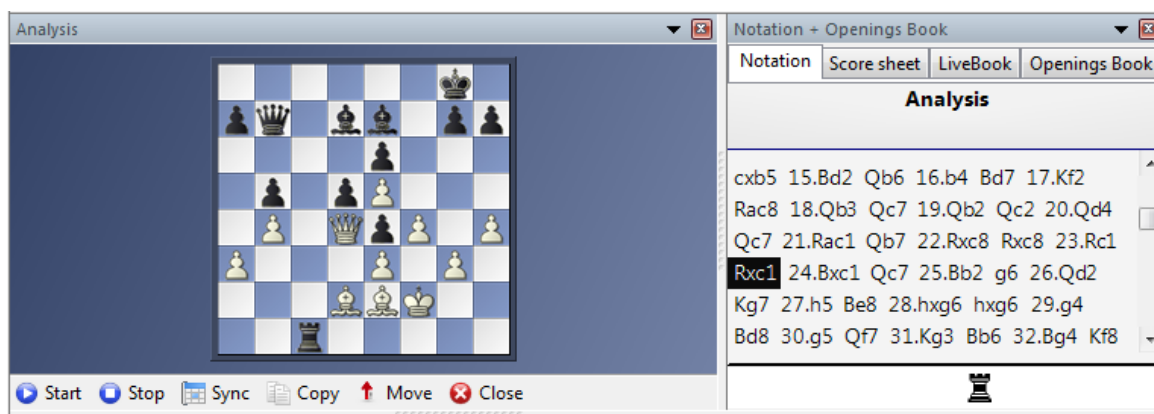 Analysis
Start Stop Sync Copy Move Close
Notation + Openings Book
Notation Score sheet LiveBook Openings Book
Analysis
cxb5 15.Bd2 Qb6 16.b4 Bd7 17.Kf2
Rac8 18.Qb3 Qc7 19.Qb2 Qc2 20.Qd4
Qc7 21.Rac1 Qb7 22.Rxc8 Rxc8 23.Rc1
Rxc1 24.Bxc1 Qc7 25.Bb2 g6 26.Qd2
Kg7 27.h5 Be8 28.hxg6 hxg6 29.g4
Bd8 30.g5 Qf7 31.Kg3 Bb6 32.Bg4 Kf8